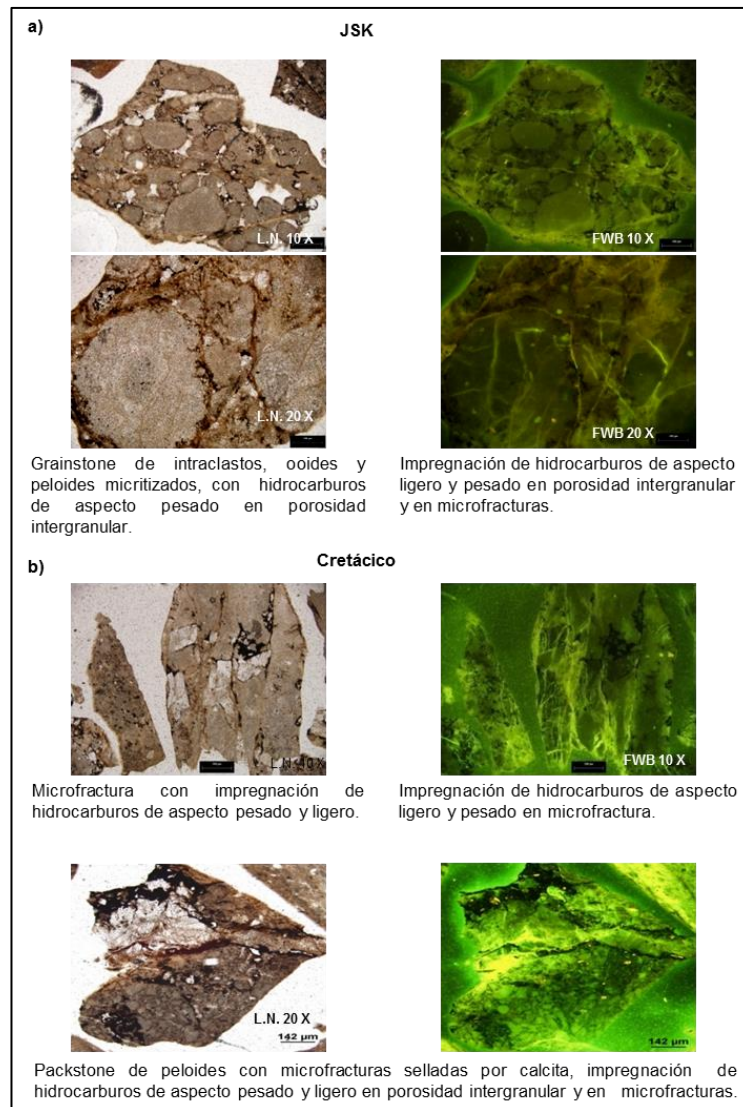 a)
JSK
L.N. 10 X
FWB 10 X
L.N. 20 X
FWB 20 X
Grainstone de intraclastos, ooides y
peloides micritizados, con hidrocarburos
de aspecto pesado en porosidad
intergranular.
Impregnación de hidrocarburos de aspecto
ligero y pesado en porosidad intergranular
y en microfracturas.
b)
Cretácico
FWB 10 X
Microfractura con impregnación de
hidrocarburos de aspecto pesado y ligero.
Impregnación de hidrocarburos de aspecto
ligero y pesado en microfractura.
L.N. 20 X
142 µm
142 µm
Packstone de peloides con microfracturas selladas por calcita, impregnación de
hidrocarburos de aspecto pesado y ligero en porosidad intergranular y en microfracturas.